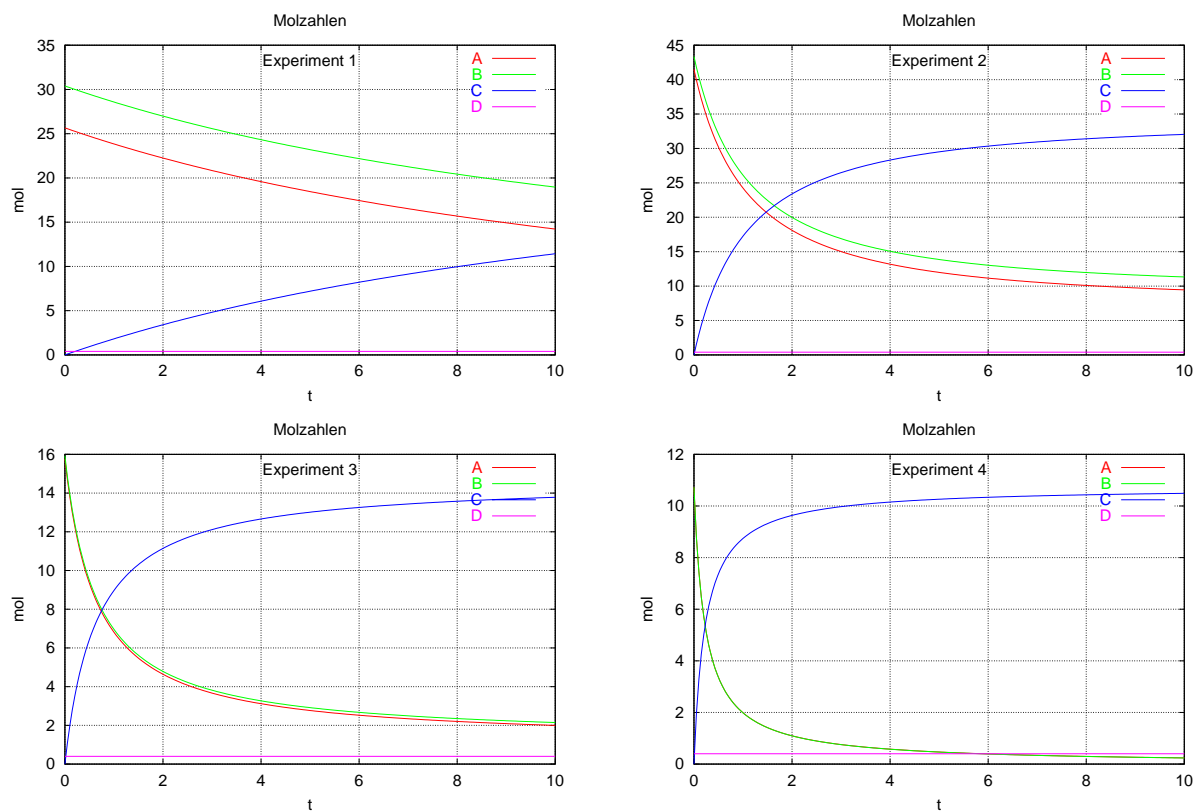 Molzahlen
Experiment 1
A
B
C
D
mol
35
30
25
20
15
10
5
0
0 2 4 6 8 10
t
Molzahlen
Experiment 2
A
B
C
D
mol
45
40
35
30
25
20
15
10
5
0
0 2 4 6 8 10
t
Molzahlen
Experiment 3
A
B
C
D
mol
16
14
12
10
8
6
4
2
0
0 2 4 6 8 10
t
Molzahlen
Experiment 4
A
B
C
D
mol
12
10
8
6
4
2
0
0 2 4 6 8 10
t